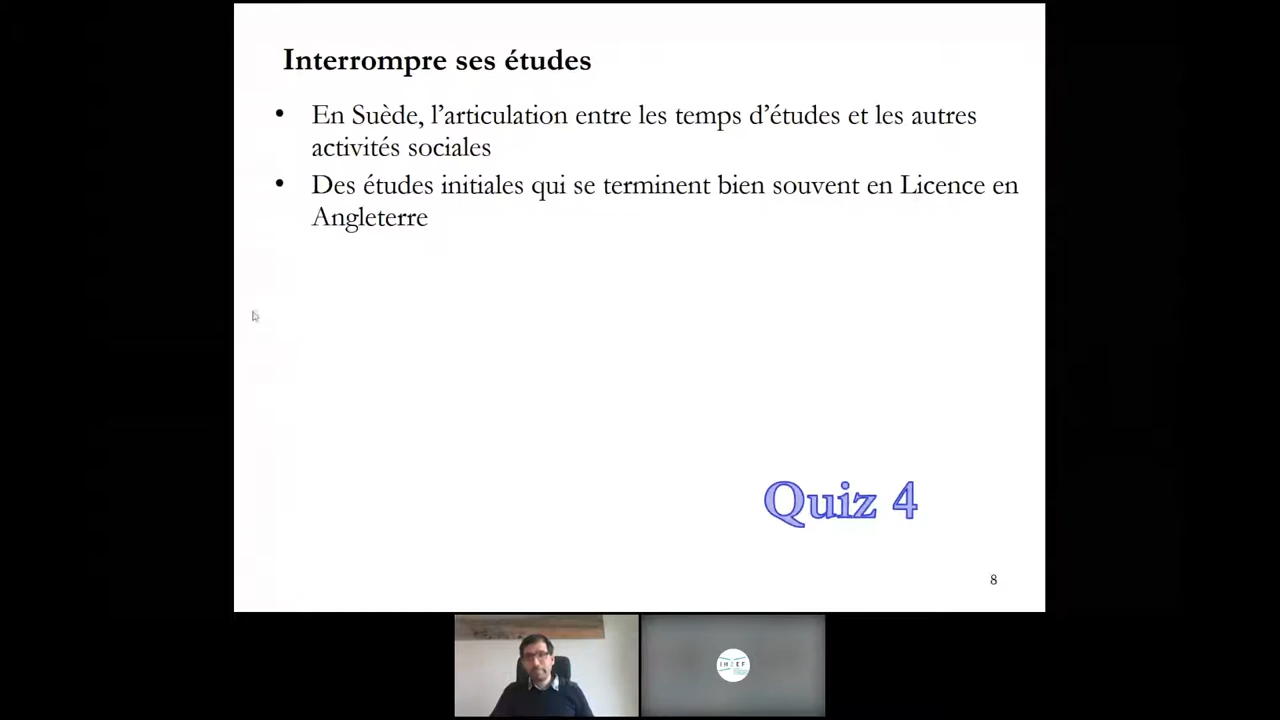 Interrompre ses études
• En Suède, l’articulation entre les temps d’études et les autres
activités sociales
• Des études initiales qui se terminent bien souvent en Licence en
Angleterre
Quiz 4
8
IH2EF